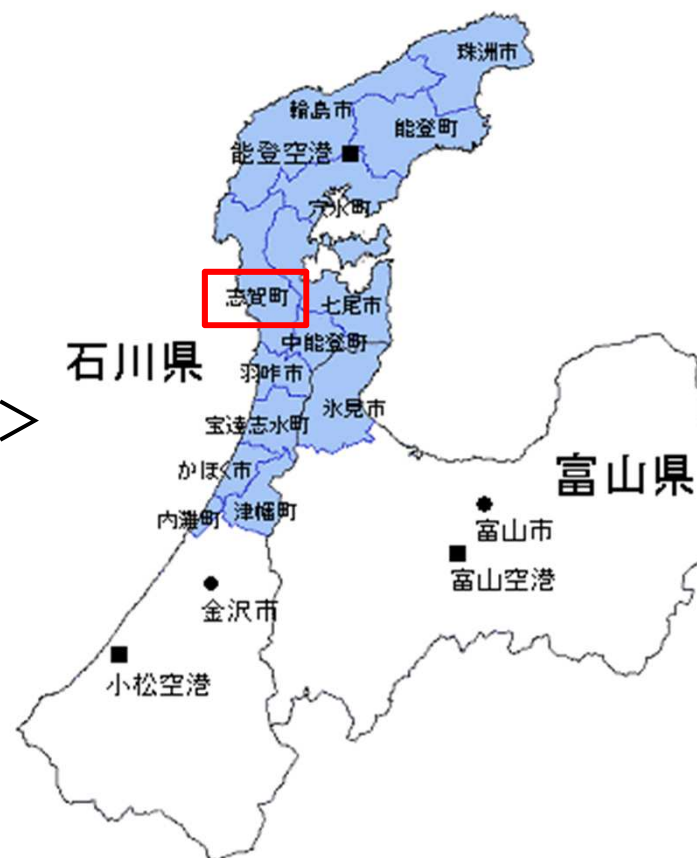 珠洲市
輪島市
能登町
能登空港
穴水町
志賀町
七尾市
中能登町
石川県
羽咋市
氷見市
宝達志水町
かほく市
富山県
内灘町
津幡町
富山市
富山空港
金沢市
小松空港